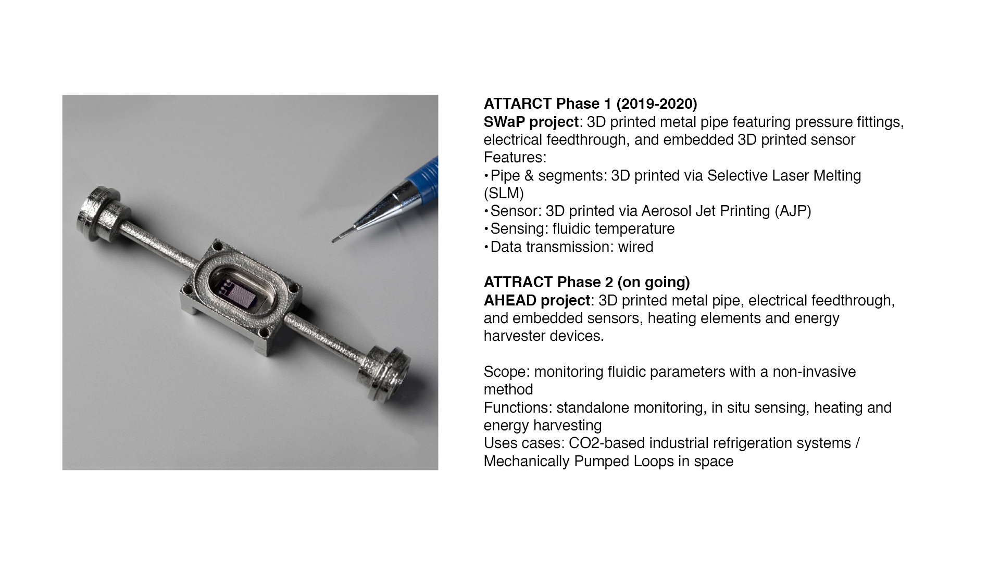 ATTARCT Phase 1 (2019-2020)
SWaP project: 3D printed metal pipe featuring pressure fittings,
electrical feedthrough, and embedded 3D printed sensor
Features:
•Pipe & segments: 3D printed via Selective Laser Melting
(SLM)
•Sensor: 3D printed via Aerosol Jet Printing (AJP)
•Sensing: fluidic temperature
•Data transmission: wired
ATTRACT Phase 2 (on going)
AHEAD project: 3D printed metal pipe, electrical feedthrough,
and embedded sensors, heating elements and energy
harvester devices.
Scope: monitoring fluidic parameters with a non-invasive
method
Functions: standalone monitoring, in situ sensing, heating and
energy harvesting
Uses cases: CO2-based industrial refrigeration systems /
Mechanically Pumped Loops in space